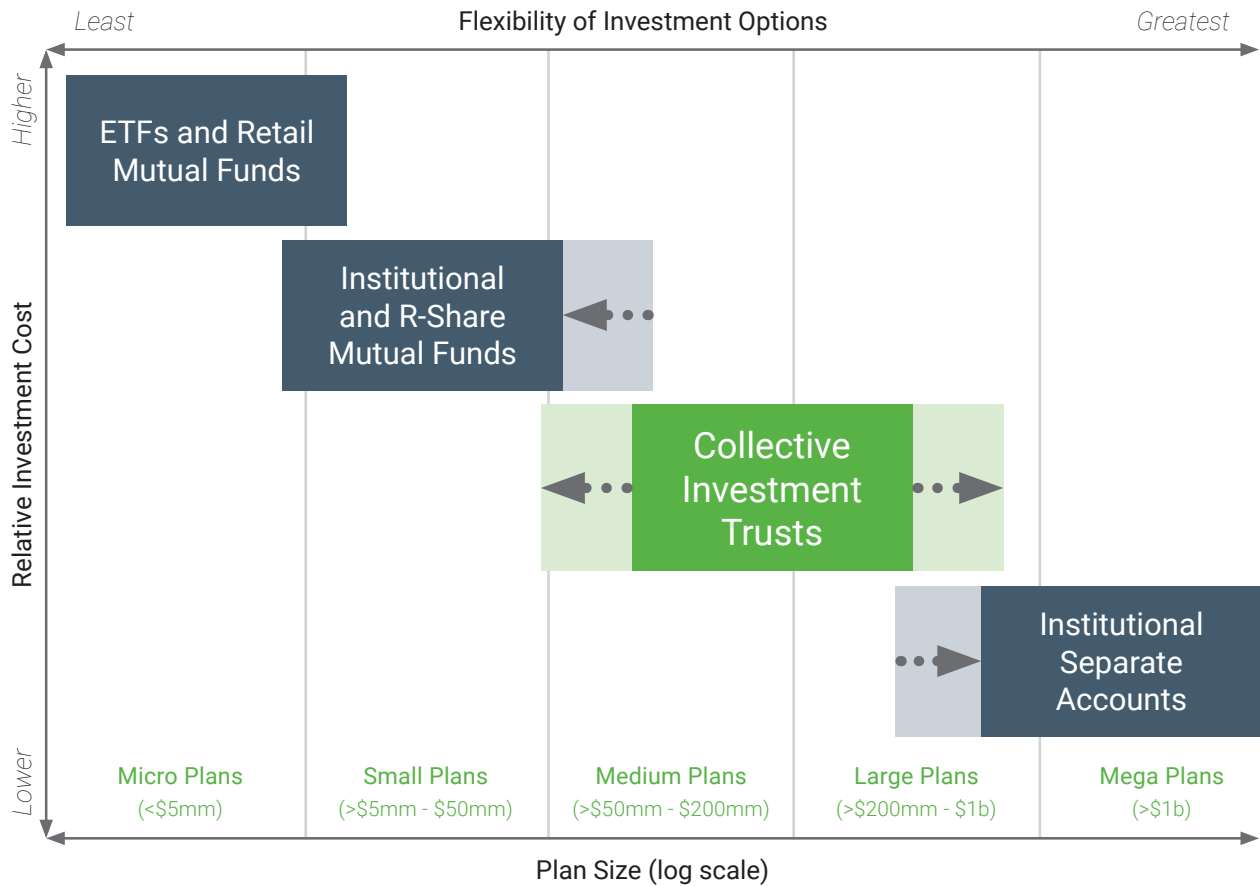 Least
Flexibility of Investment Options
Greatest
Higher
ETFs and Retail
Mutual Funds
Institutional
and R-Share
Mutual Funds
Relative Investment Cost
Collective
Investment
Trusts
Institutional
Separate
Accounts
Lower
Micro Plans
(<$5mm)
Small Plans
(>$5mm - $50mm)
Medium Plans
(>$50mm - $200mm)
Large Plans
(>$200mm - $1b)
Mega Plans
(>$1b)
Plan Size (log scale)